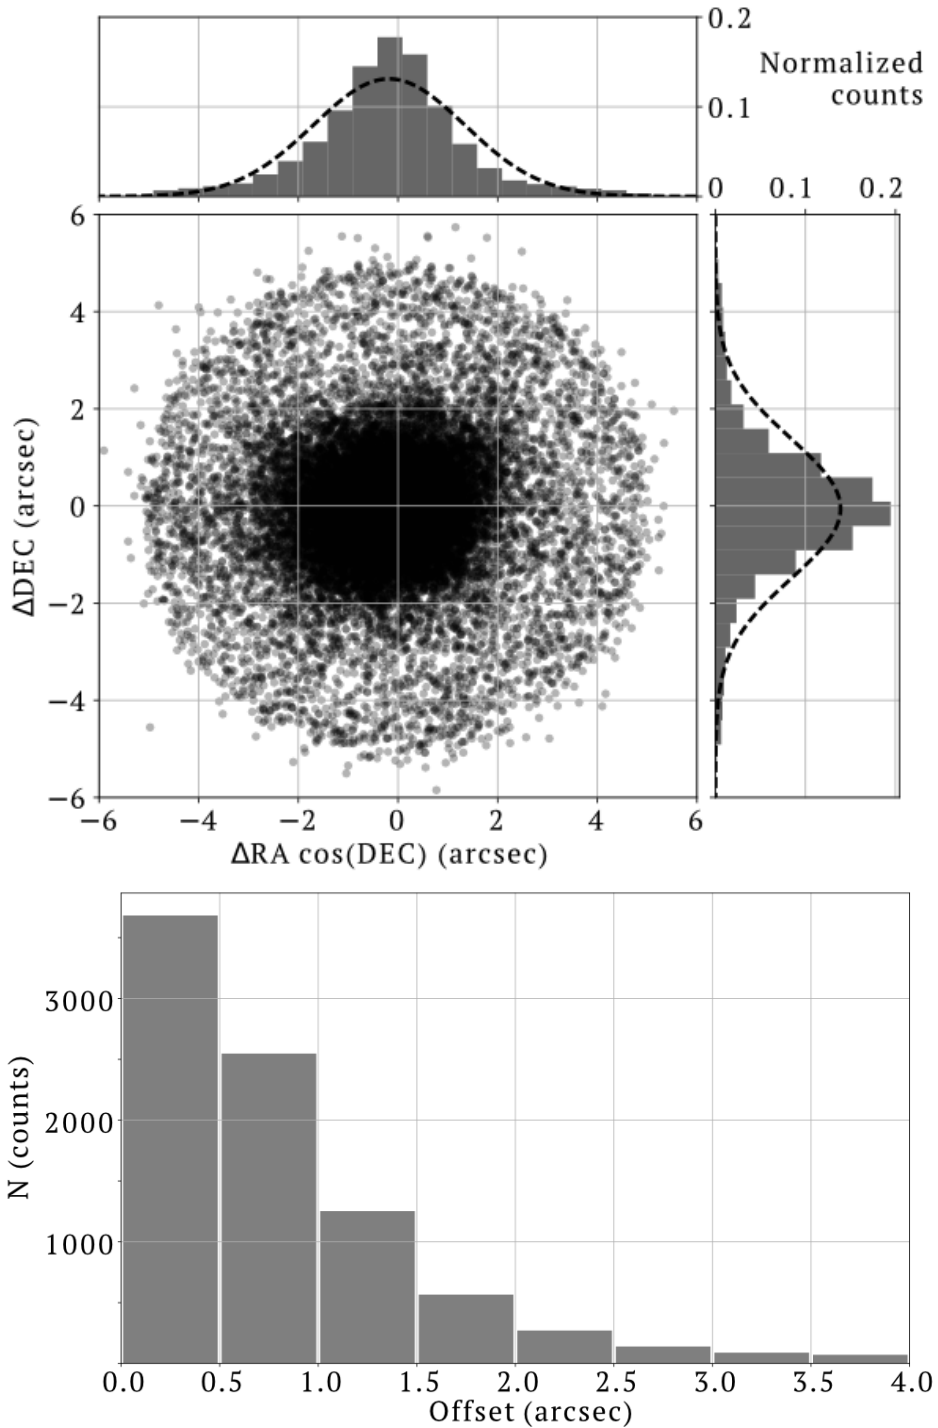 0.2
Normalized
counts
0.1
0 0.1 0.2
6
4
2
0
−2
−4
−6
ΔDEC (arcsec)
−6 −4 −2 0 2 4 6
ΔRA cos(DEC) (arcsec)
3000
2000
1000
N (counts)
0.0 0.5 1.0 1.5 2.0 2.5 3.0 3.5 4.0
Offset (arcsec)